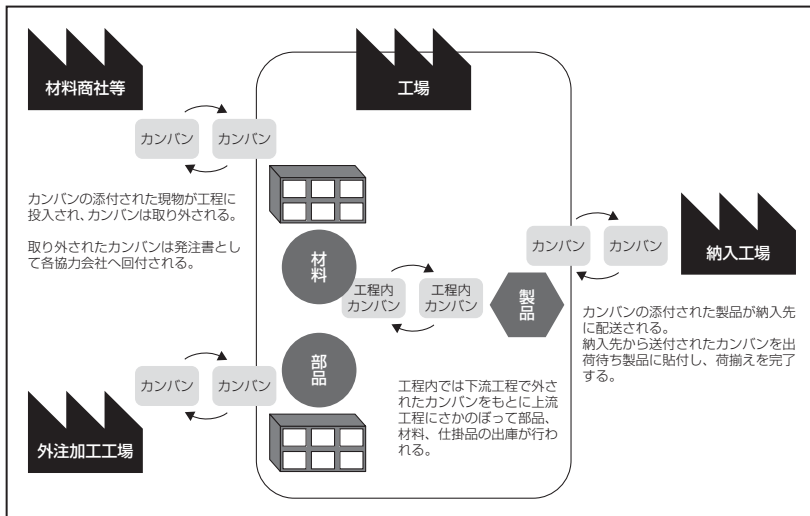 材料商社等
工場
カンバン
カンバン
カンバンの添付された現物が工程に
投入され、カンバンは取り外される。
取り外されたカンバンは発注書とし
て各協力会社へ回付される。
材料
工程内
カンバン
工程内
カンバン
製品
カンバン
カンバン
納入工場
カンバンの添付された製品が納入先
に配送される。
納入先から送付されたカンバンを出
荷待ち製品に貼付し、荷揃えを完了
する。
カンバン
カンバン
部品
外注加工工場
工程内では下流工程で外さ
れたカンバンをもとに上流
工程にさかのぼって部品、
材料、仕掛品の出庫が行わ
れる。